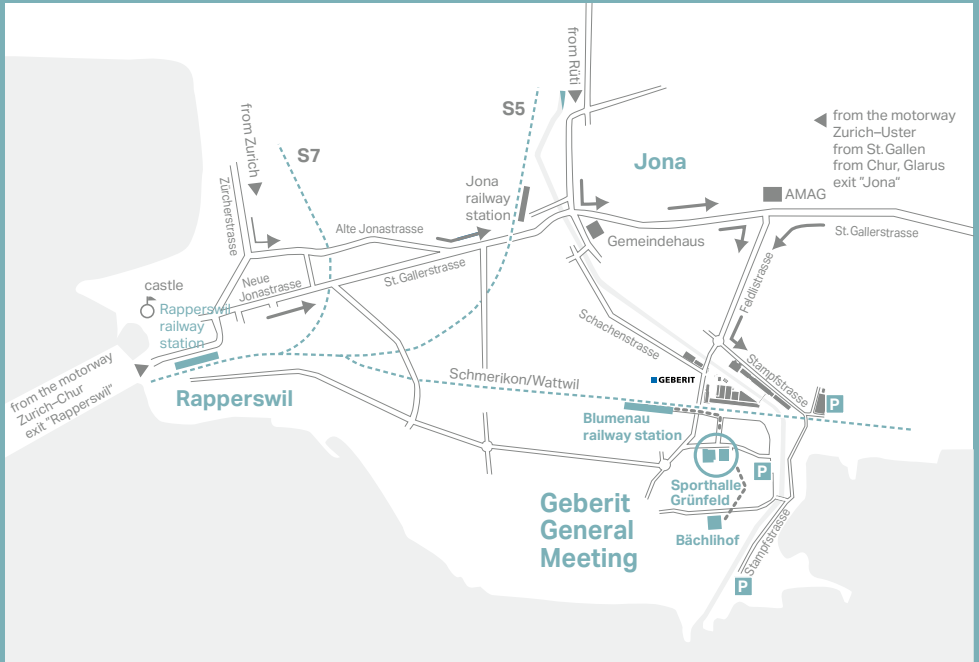 from Rüti
S5
from Zurich
S7
Jona
from the motorway
Zurich–Uster
from St. Gallen
from Chur, Glarus
exit "Jona"
Jona
railway
station
AMAG
Zürcherstrasse
Alte Jonastrasse
Gemeindehaus
St. Gallerstrasse
St. Gallerstrasse
Neue
Jonastrasse
Feldlistrasse
castle
Rapperswil
railway
station
Schachenstrasse
from the motorway
Zurich–Chur
exit "Rapperswil"
Rapperswil
Schmerikon/Wattwil
GEBERIT
Stampfstrasse
P
Blumenau
railway station
P
Sporthalle
Grünfeld
Geberit
General
Meeting
Bächlihof
Stampfstrasse
P